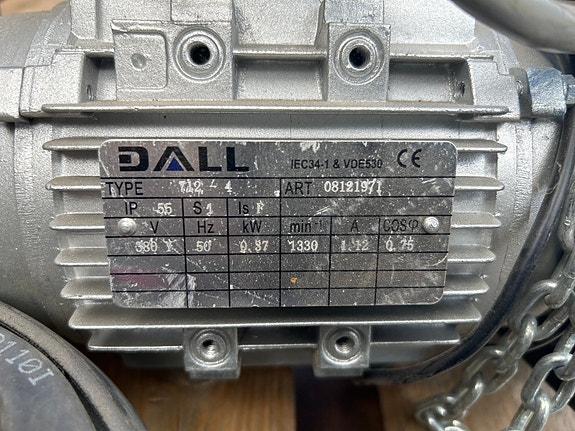 DALL IEC34-1 & VDE530 CE
TYPE 712 - 4 ART 08121971
IP 55 S1 Is F
V Hz kW min⁻¹ A COSφ
380 Y 50 0.37 1330 1.12 0.75